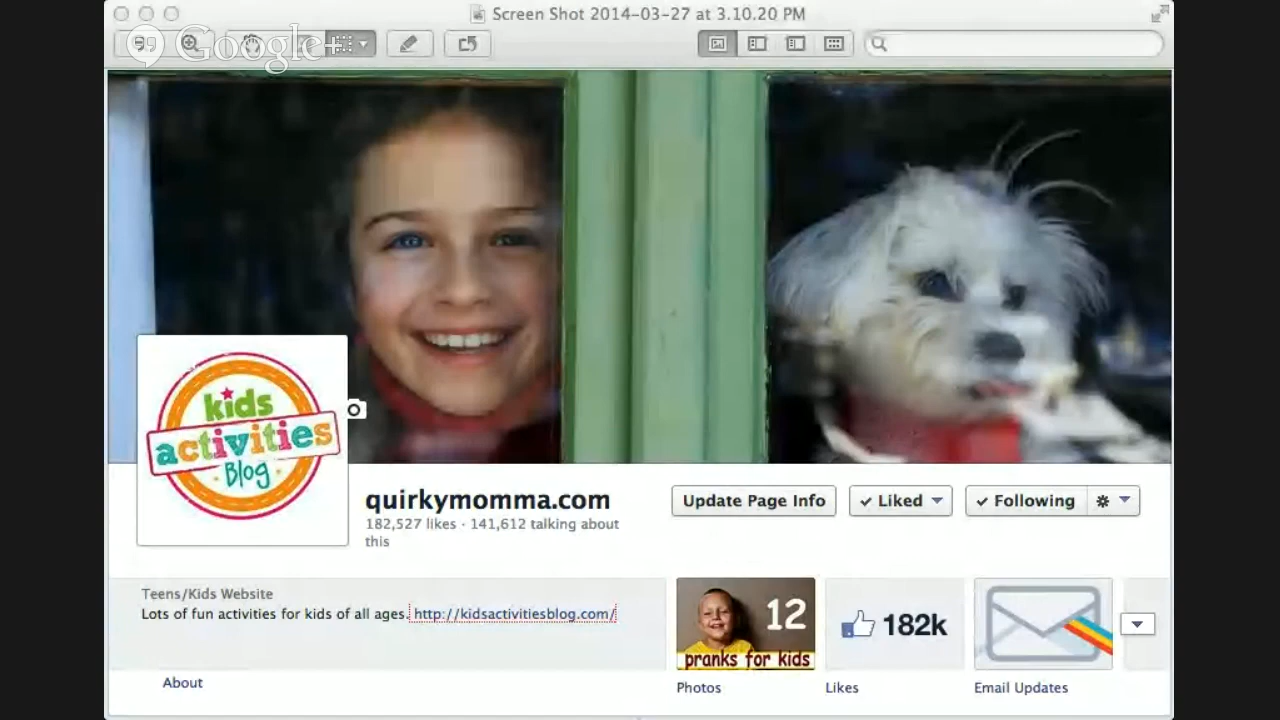 Screen Shot 2014-03-27 at 3.10.20 PM
Google+
kids
activities
Blog
quirkymomma.com
Update Page Info
Liked
Following
182,527 likes · 141,612 talking about
this
Teens/Kids Website
Lots of fun activities for kids of all ages. http://kidsactivitiesblog.com/
12
pranks for kids
182k
About
Photos
Likes
Email Updates